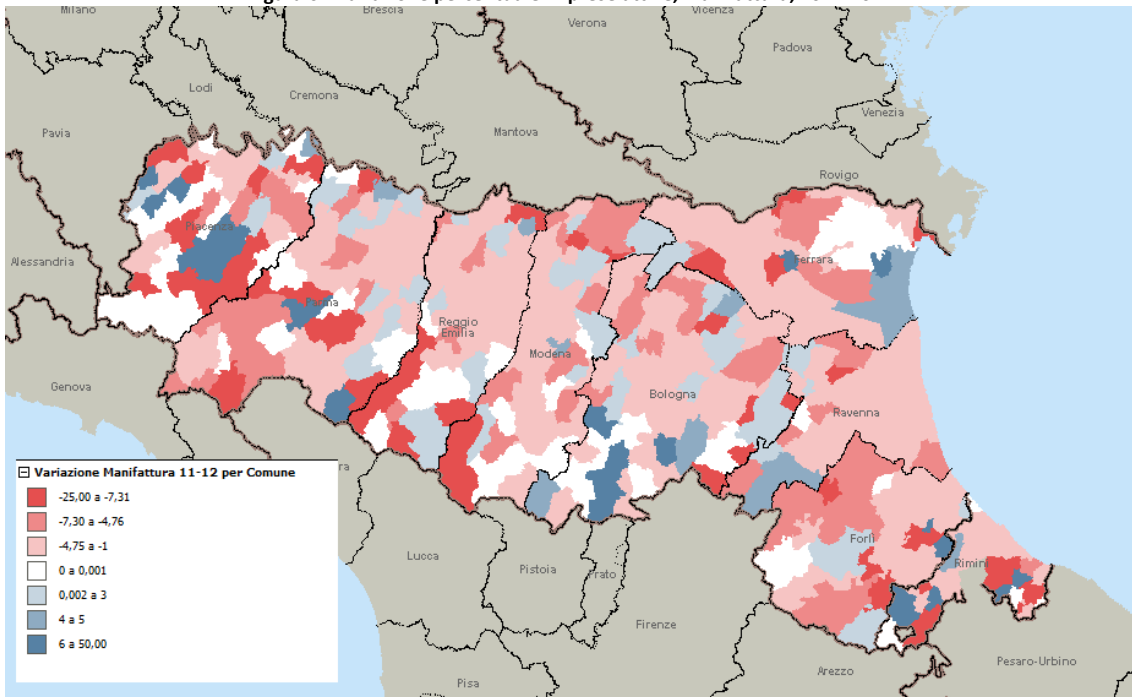 Milano
Brescia
Verona
Vicenza
Padova
Lodi
Cremona
Venezia
Pavia
Mantova
Rovigo
Piacenza
Alessandria
Ferrara
Parma
Reggio
Emilia
Modena
Genova
Bologna
Ravenna
Variazione Manifattura 11-12 per Comune
-25,00 a -7,31
-7,30 a -4,76
-4,75 a -1
0 a 0,001
0,002 a 3
4 a 5
6 a 50,00
Forlì
Rimini
Lucca
Pistoia
Prato
Firenze
Arezzo
Pesaro-Urbino
Pisa